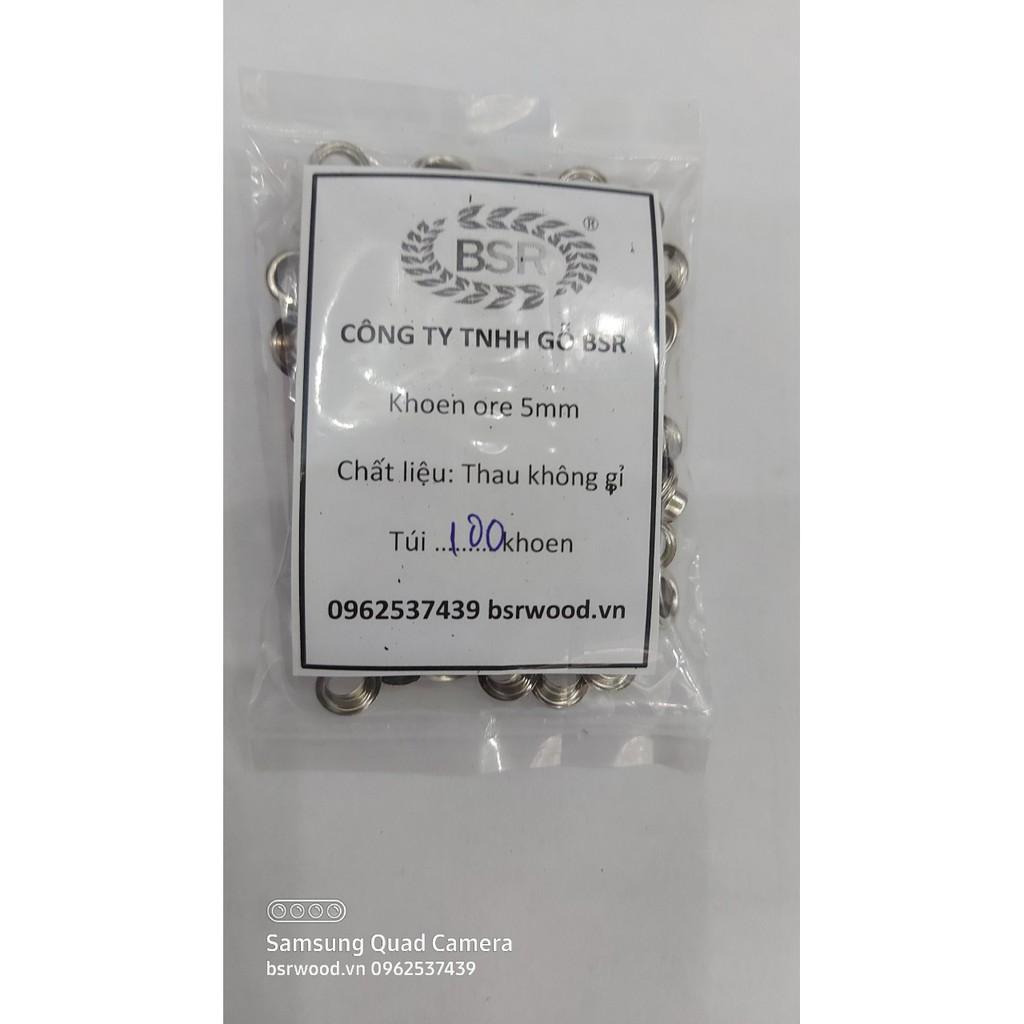 BSR ®
CÔNG TY TNHH GỖ BSR
Khoen ore 5mm
Chất liệu: Thau không gỉ
Túi ...100...khoen
0962537439 bsrwood.vn
Samsung Quad Camera
bsrwood.vn 0962537439